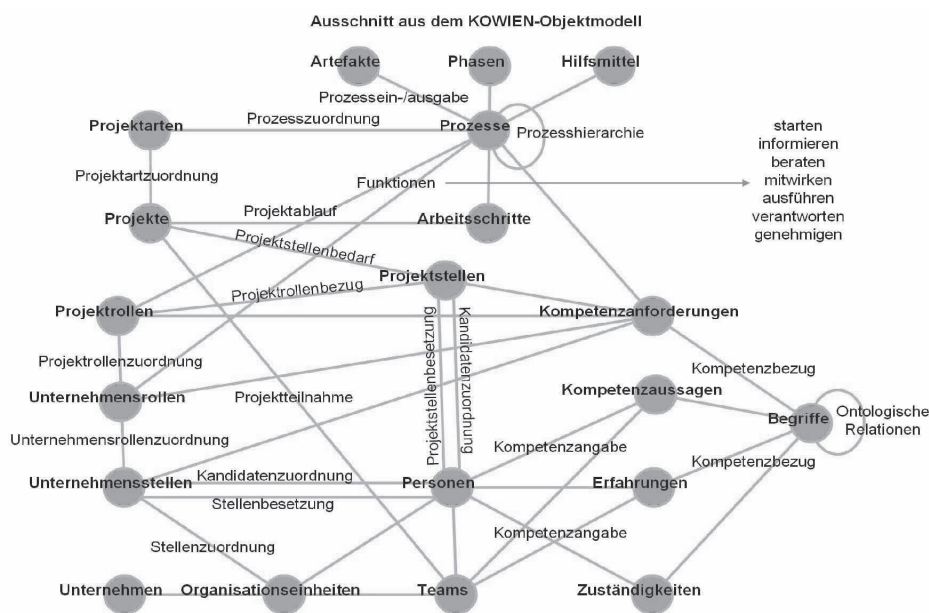 Ausschnitt aus dem KOWIEN-Objektmodell
Artefakte
Phasen
Hilfsmittel
Prozessein-/ausgabe
Projektarten
Prozesszuordnung
Prozesse
Prozesshierarchie
starten
informieren
beraten
mitwirken
ausführen
verantworten
genehmigen
Projektartzuordnung
Funktionen
Projekte
Projektablauf
Arbeitsschritte
Projektstellenbedarf
Projektstellen
Projektrollenbezug
Projektrollen
Kompetenzanforderungen
Projektstellenbesetzung
Kandidatenzuordnung
Projektrollenzuordnung
Kompetenzbezug
Unternehmensrollen
Projektteilnahme
Kompetenzaussagen
Begriffe
Ontologische
Relationen
Unternehmensrollenzuordnung
Kompetenzangabe
Kompetenzbezug
Unternehmensstellen
Kandidatenzuordnung
Personen
Erfahrungen
Stellenbesetzung
Kompetenzangabe
Stellenzuordnung
Unternehmen
Organisationseinheiten
Teams
Zuständigkeiten